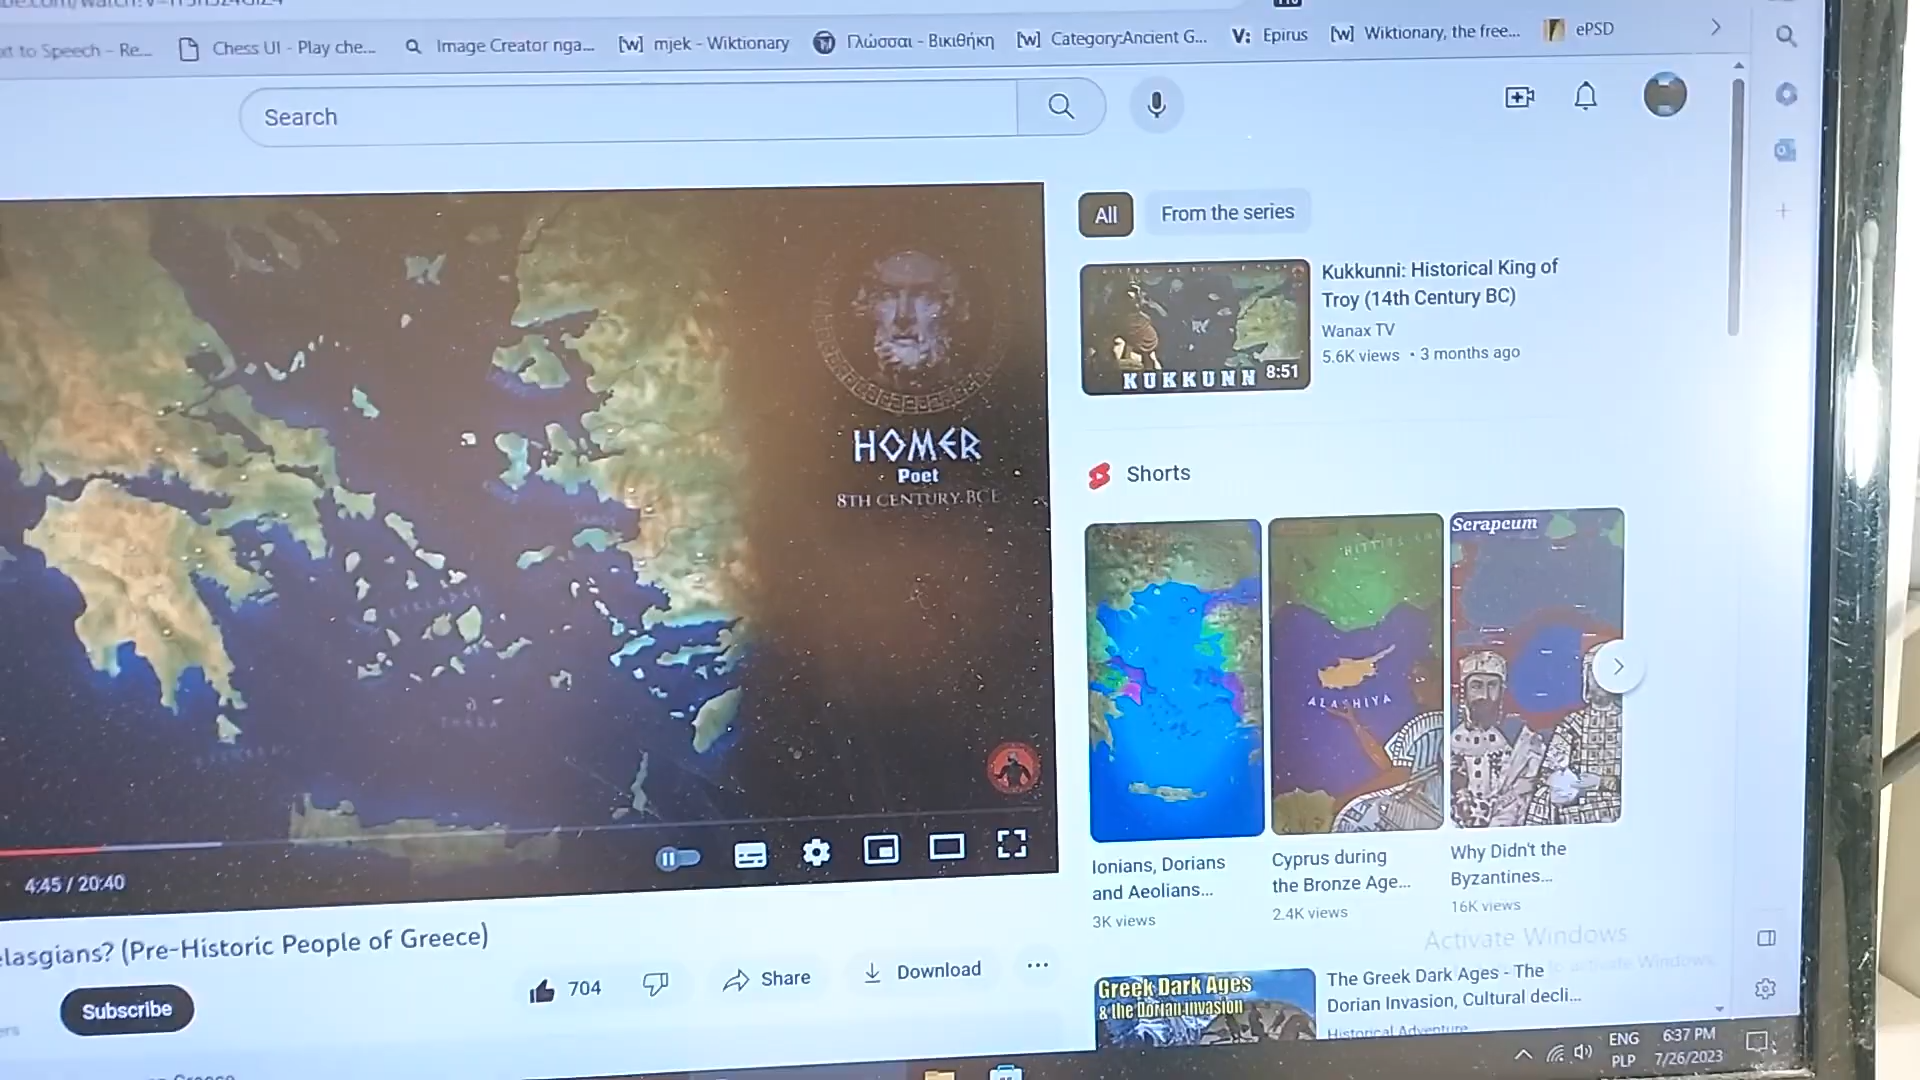 xt to Speech - Re...
Chess UI - Play che...
Image Creator nga...
[w] mjek - Wiktionary
Γλώσσαι - Βικιθήκη
[w] Category:Ancient G...
V: Epirus
[w] Wiktionary, the free...
ePSD
Search
All
From the series
HOMER
Poet
8TH CENTURY BCE
Kukkunni: Historical King of
Troy (14th Century BC)
Wanax TV
5.6K views • 3 months ago
KUKKUNN
8:51
Shorts
ALASHIYA
Serapeum
Ionians, Dorians
and Aeolians...
3K views
Cyprus during
the Bronze Age...
2.4K views
Why Didn't the
Byzantines...
16K views
4:45 / 20:40
lasgians? (Pre-Historic People of Greece)
Subscribe
704
Share
Download
Activate Windows
to activate Windows.
Greek Dark Ages
& the Dorian invasion
The Greek Dark Ages - The
Dorian Invasion, Cultural decli...
Historical Adventure
ENG
PLP
6:37 PM
7/26/2023